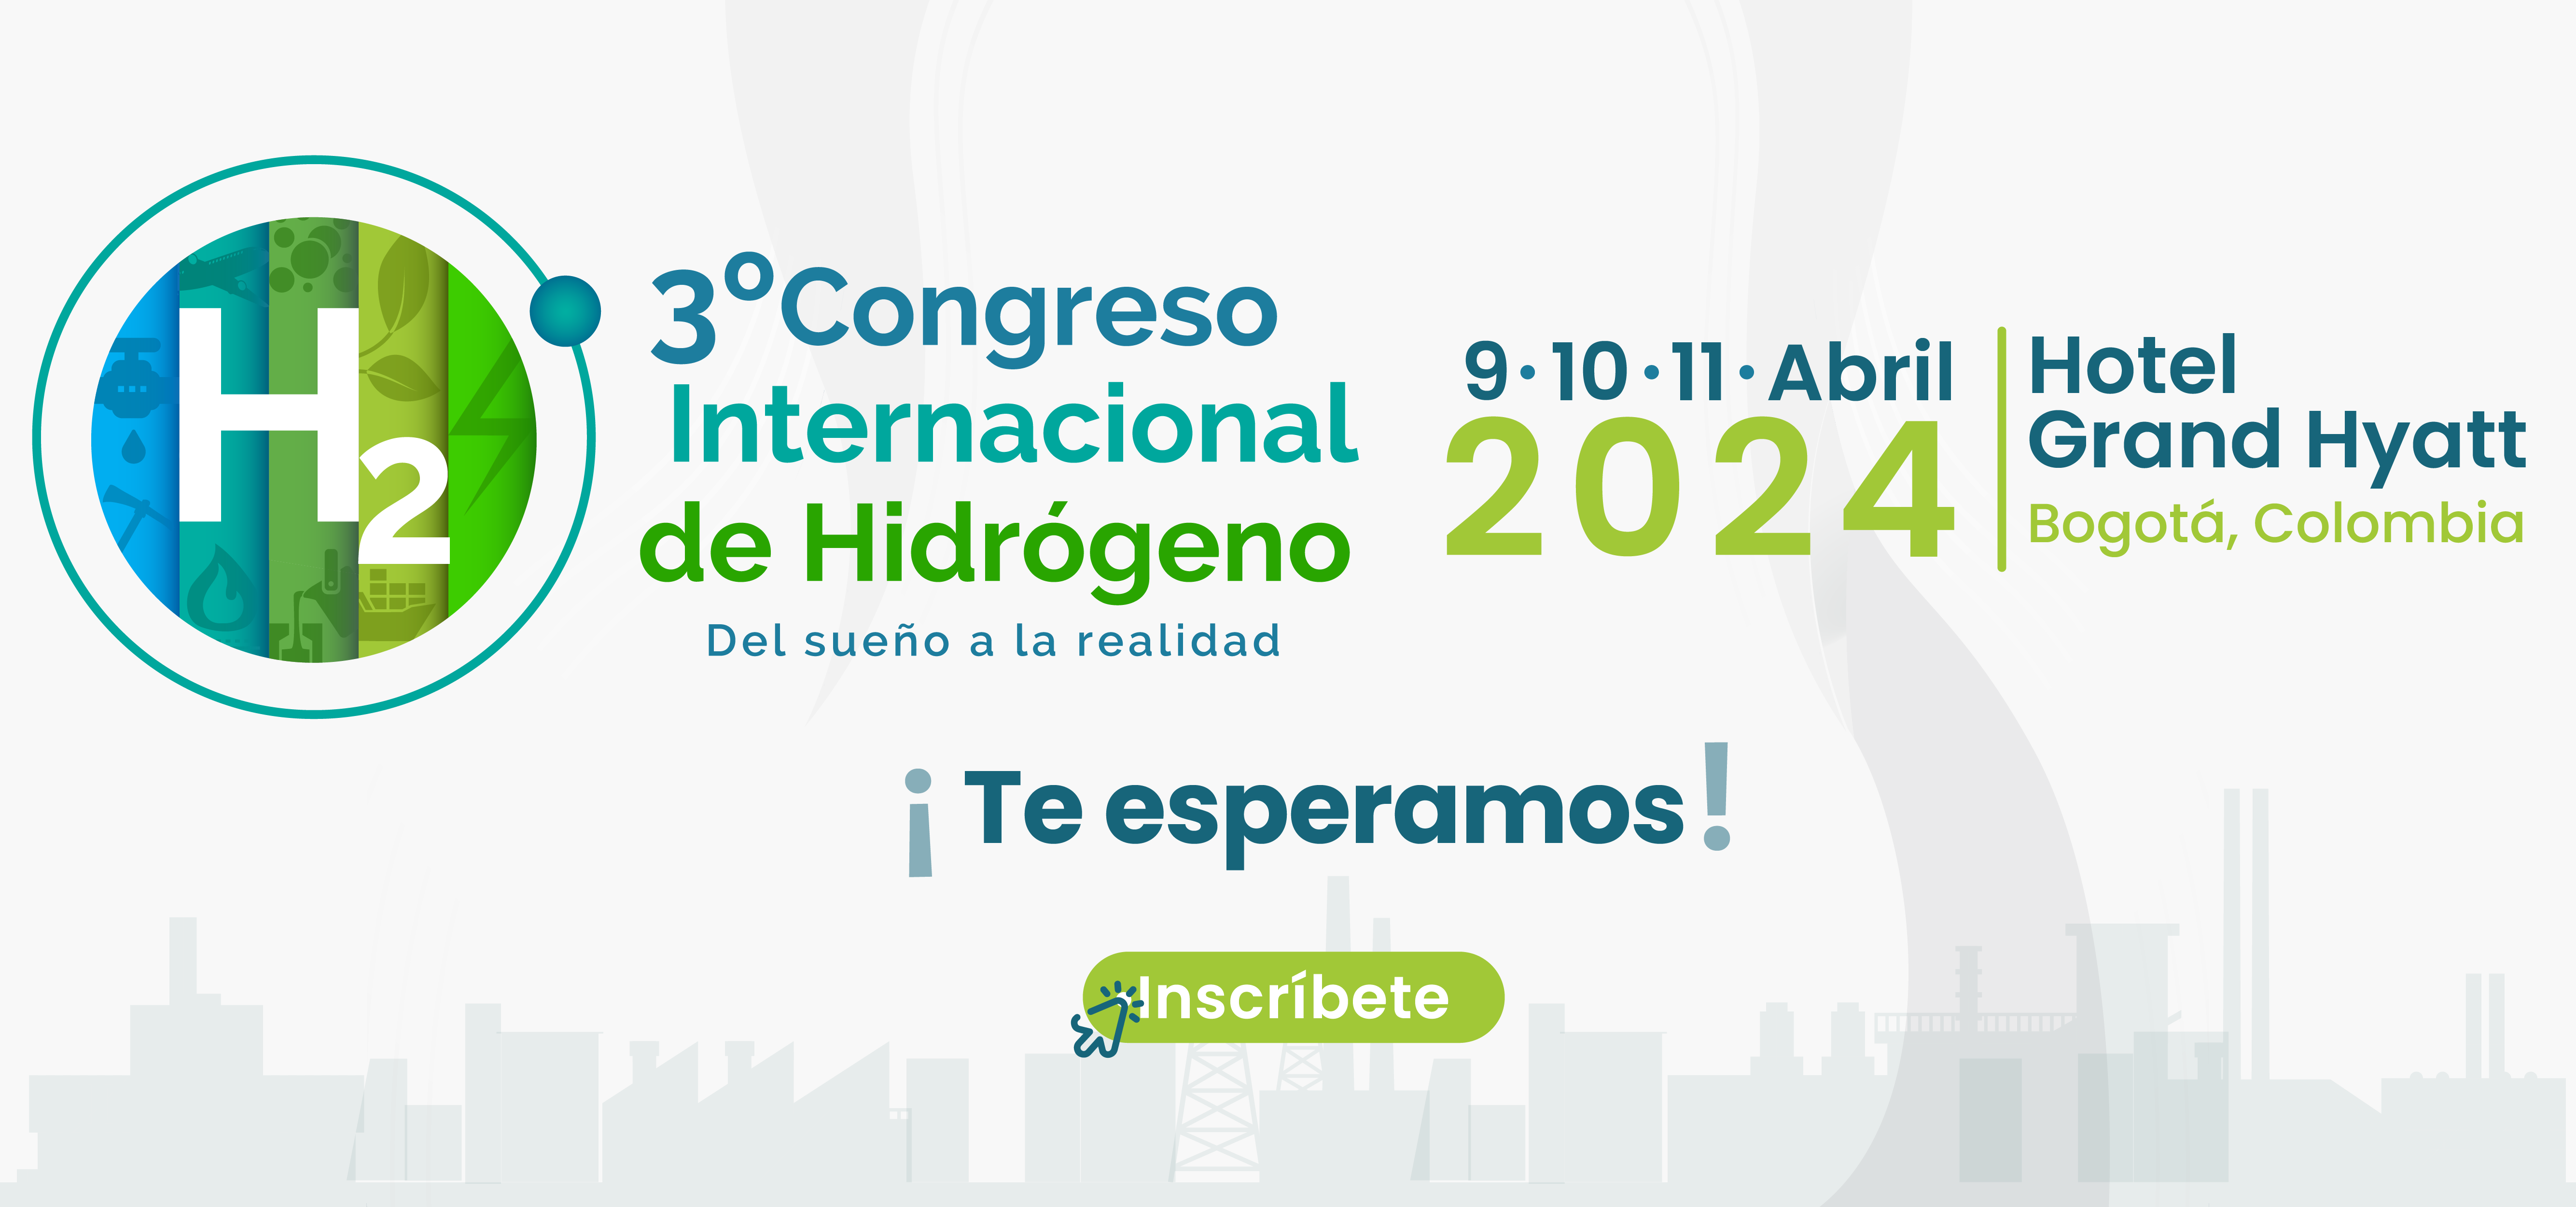 H2
3°Congreso
Internacional
de Hidrógeno
Del sueño a la realidad
9·10·11·Abril
2024
Hotel
Grand Hyatt
Bogotá, Colombia
¡Te esperamos!
Inscríbete